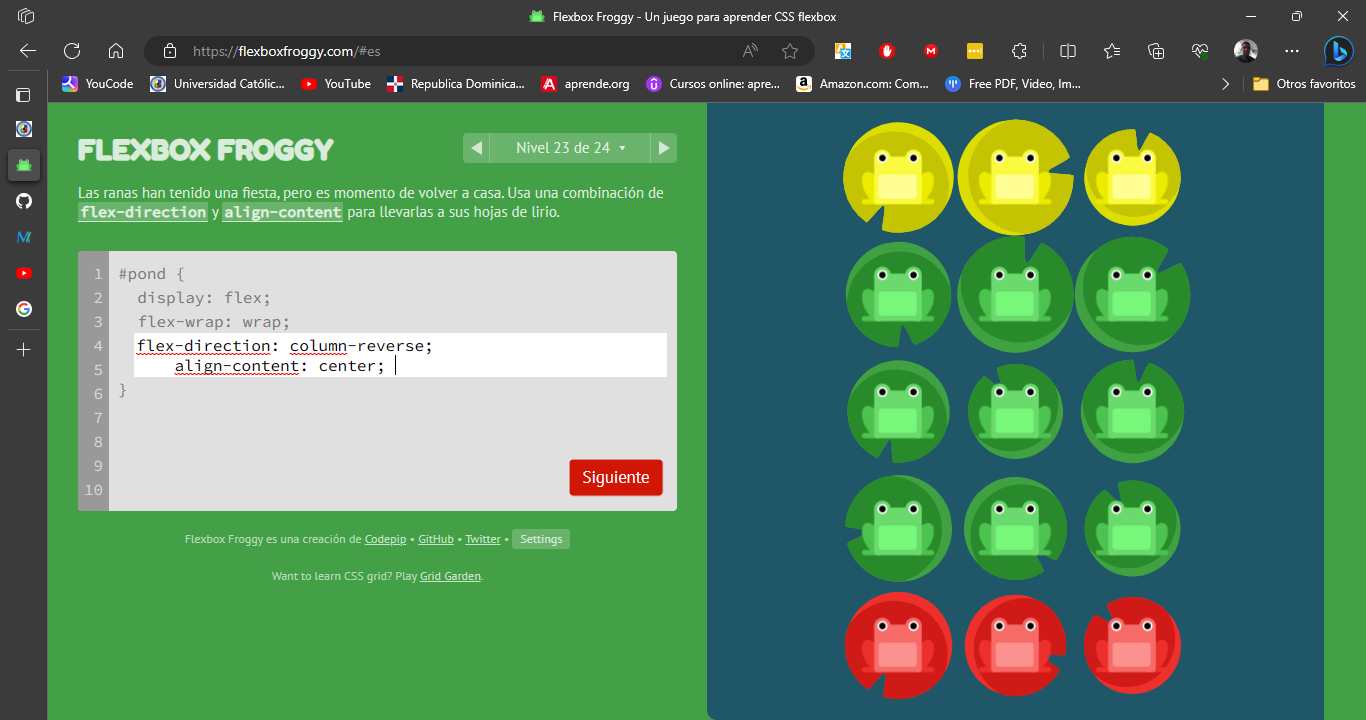 Flexbox Froggy - Un juego para aprender CSS flexbox
https://flexboxfroggy.com/#es
YouCode
Universidad Católic...
YouTube
Republica Dominica...
aprende.org
Cursos online: apre...
Amazon.com: Com...
Free PDF, Video, Im...
Otros favoritos
FLEXBOX FROGGY
Nivel 23 de 24
Las ranas han tenido una fiesta, pero es momento de volver a casa. Usa una combinación de
flex-direction y align-content para llevarlas a sus hojas de lirio.
1 #pond {
2 display: flex;
3 flex-wrap: wrap;
4 flex-direction: column-reverse;
5 align-content: center;
6 }
7
8
9
10
Siguiente
Flexbox Froggy es una creación de Codepip • GitHub • Twitter • Settings
Want to learn CSS grid? Play Grid Garden.